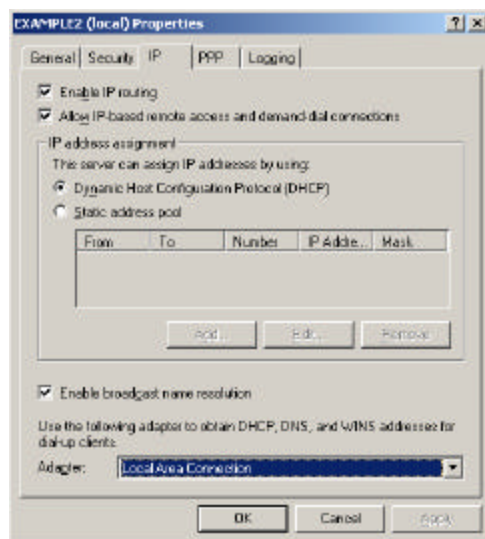 EXAMPLE2 (local) Properties
General Security IP PPP Logging
Enable IP routing
Allow IP-based remote access and demand-dial connections
IP address assignment
This server can assign IP addresses by using:
Dynamic Host Configuration Protocol (DHCP)
Static address pool
From To Number IP Addre... Mask
Add... Edit... Remove
Enable broadcast name resolution
Use the following adapter to obtain DHCP, DNS, and WINS addresses for
dial-up clients.
Adapter: Local Area Connection
OK Cancel Apply